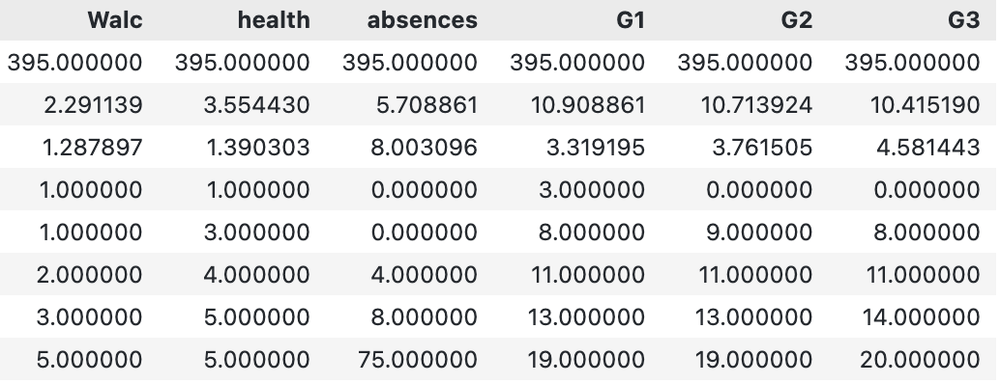 Walc health absences G1 G2 G3
395.000000 395.000000 395.000000 395.000000 395.000000 395.000000
2.291139 3.554430 5.708861 10.908861 10.713924 10.415190
1.287897 1.390303 8.003096 3.319195 3.761505 4.581443
1.000000 1.000000 0.000000 3.000000 0.000000 0.000000
1.000000 3.000000 0.000000 8.000000 9.000000 8.000000
2.000000 4.000000 4.000000 11.000000 11.000000 11.000000
3.000000 5.000000 8.000000 13.000000 13.000000 14.000000
5.000000 5.000000 75.000000 19.000000 19.000000 20.000000